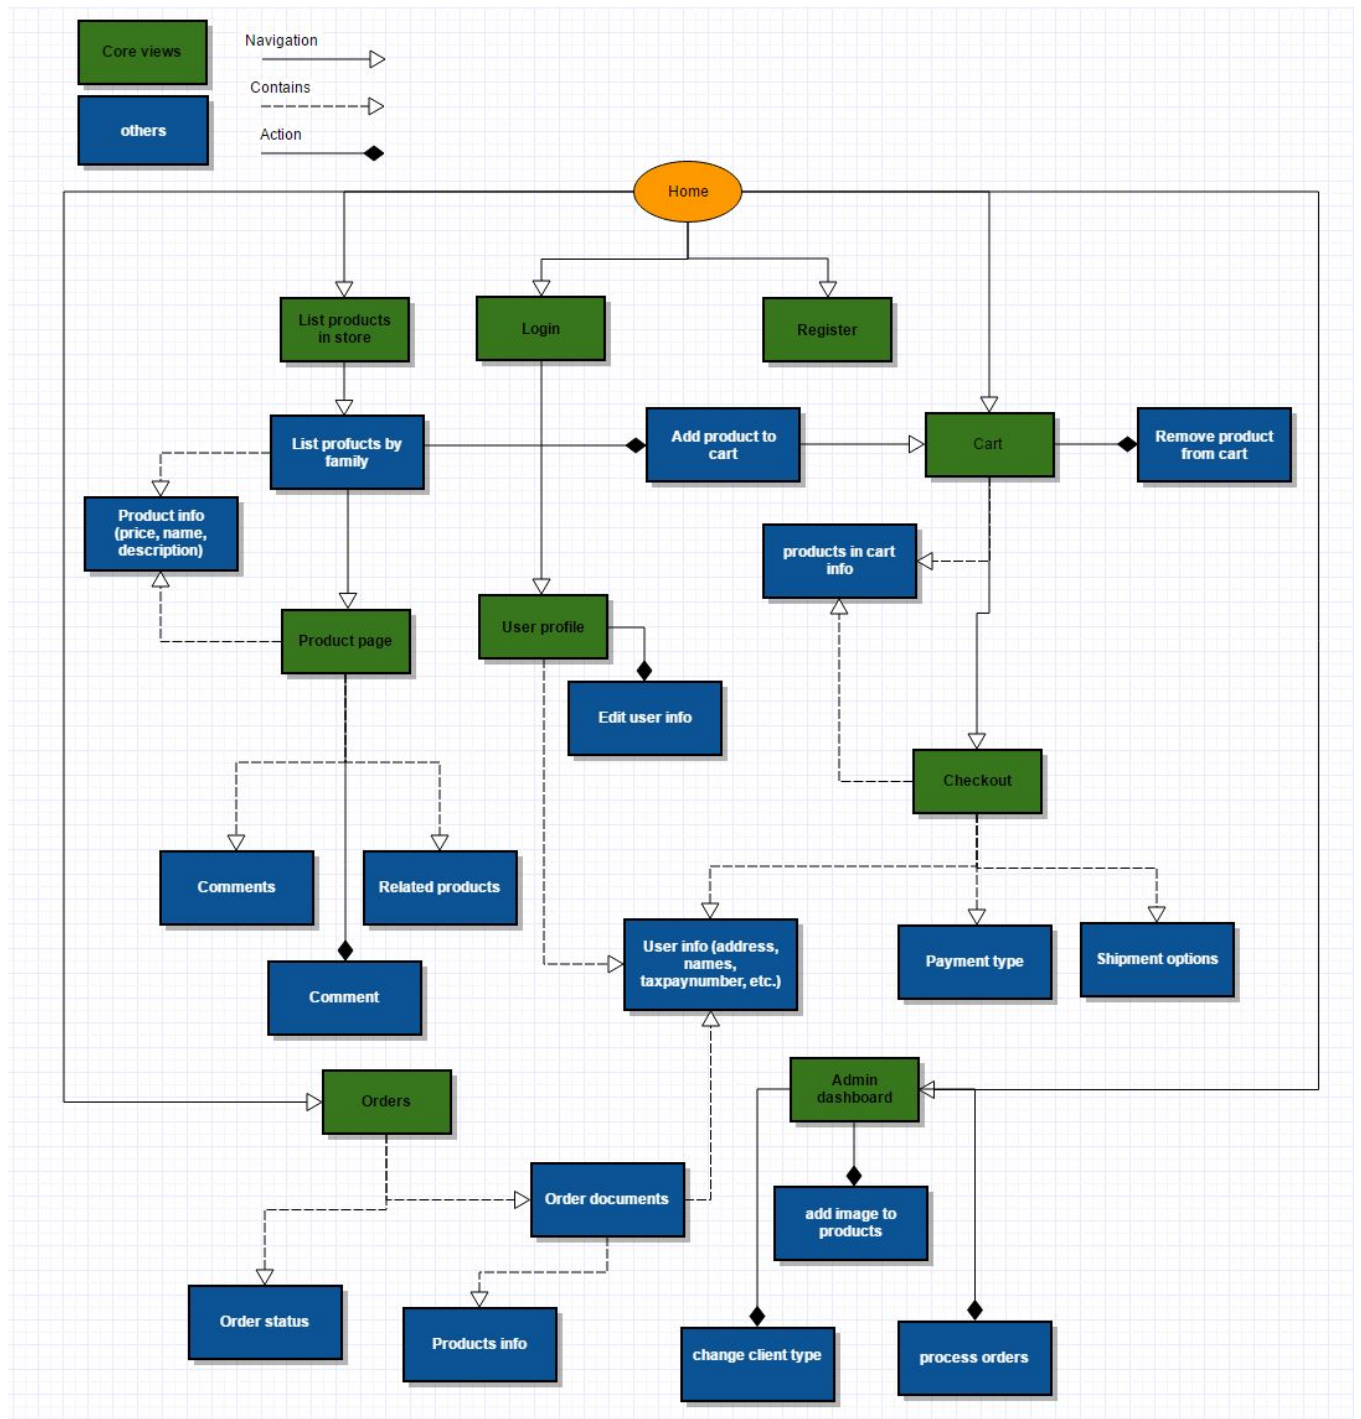 Core views
Navigation
Contains
others
Action
Home
List products
in store
Login
Register
List profucts by
family
Add product to
cart
Cart
Remove product
from cart
Product info
(price, name,
description)
products in cart
info
Product page
User profile
Edit user info
Checkout
Comments
Related products
User info (address,
names,
taxpaynumber, etc.)
Payment type
Shipment options
Comment
Orders
Admin
dashboard
Order documents
add image to
products
Order status
Products info
change client type
process orders